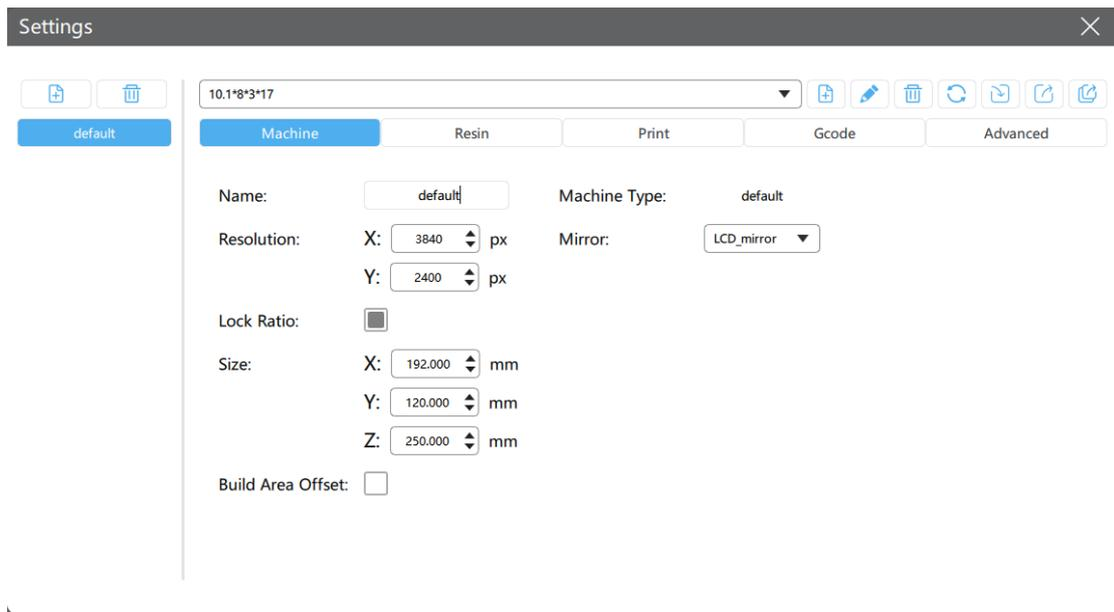 Settings
10.1*8*3*17
default
Machine Resin Print Gcode Advanced
Name: default Machine Type: default
Resolution: X: 3840 px Mirror: LCD_mirror
Y: 2400 px
Lock Ratio:
Size: X: 192.000 mm
Y: 120.000 mm
Z: 250.000 mm
Build Area Offset: